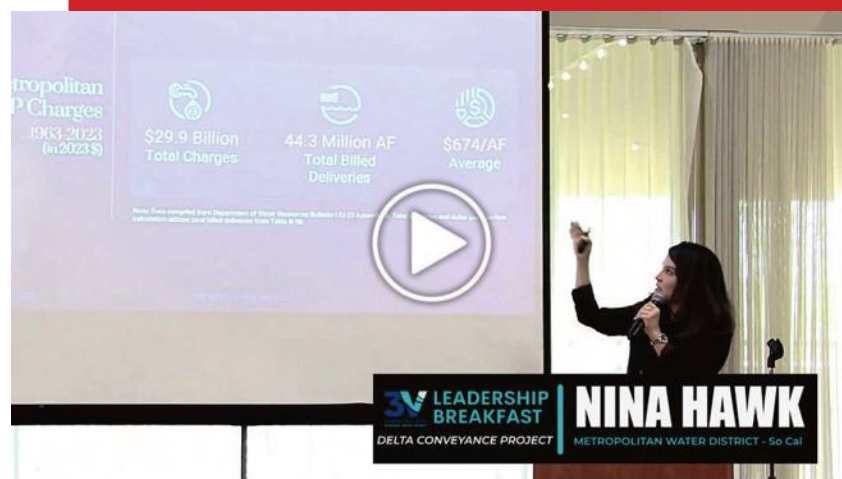 tropolitan
P Charges
1963-2023
(in 2023 $)
$29.9 Billion
Total Charges
44.3 Million AF
Total Billed
Deliveries
$674/AF
Average
3V LEADERSHIP
BREAKFAST
DELTA CONVEYANCE PROJECT
NINA HAWK
METROPOLITAN WATER DISTRICT - So Cal